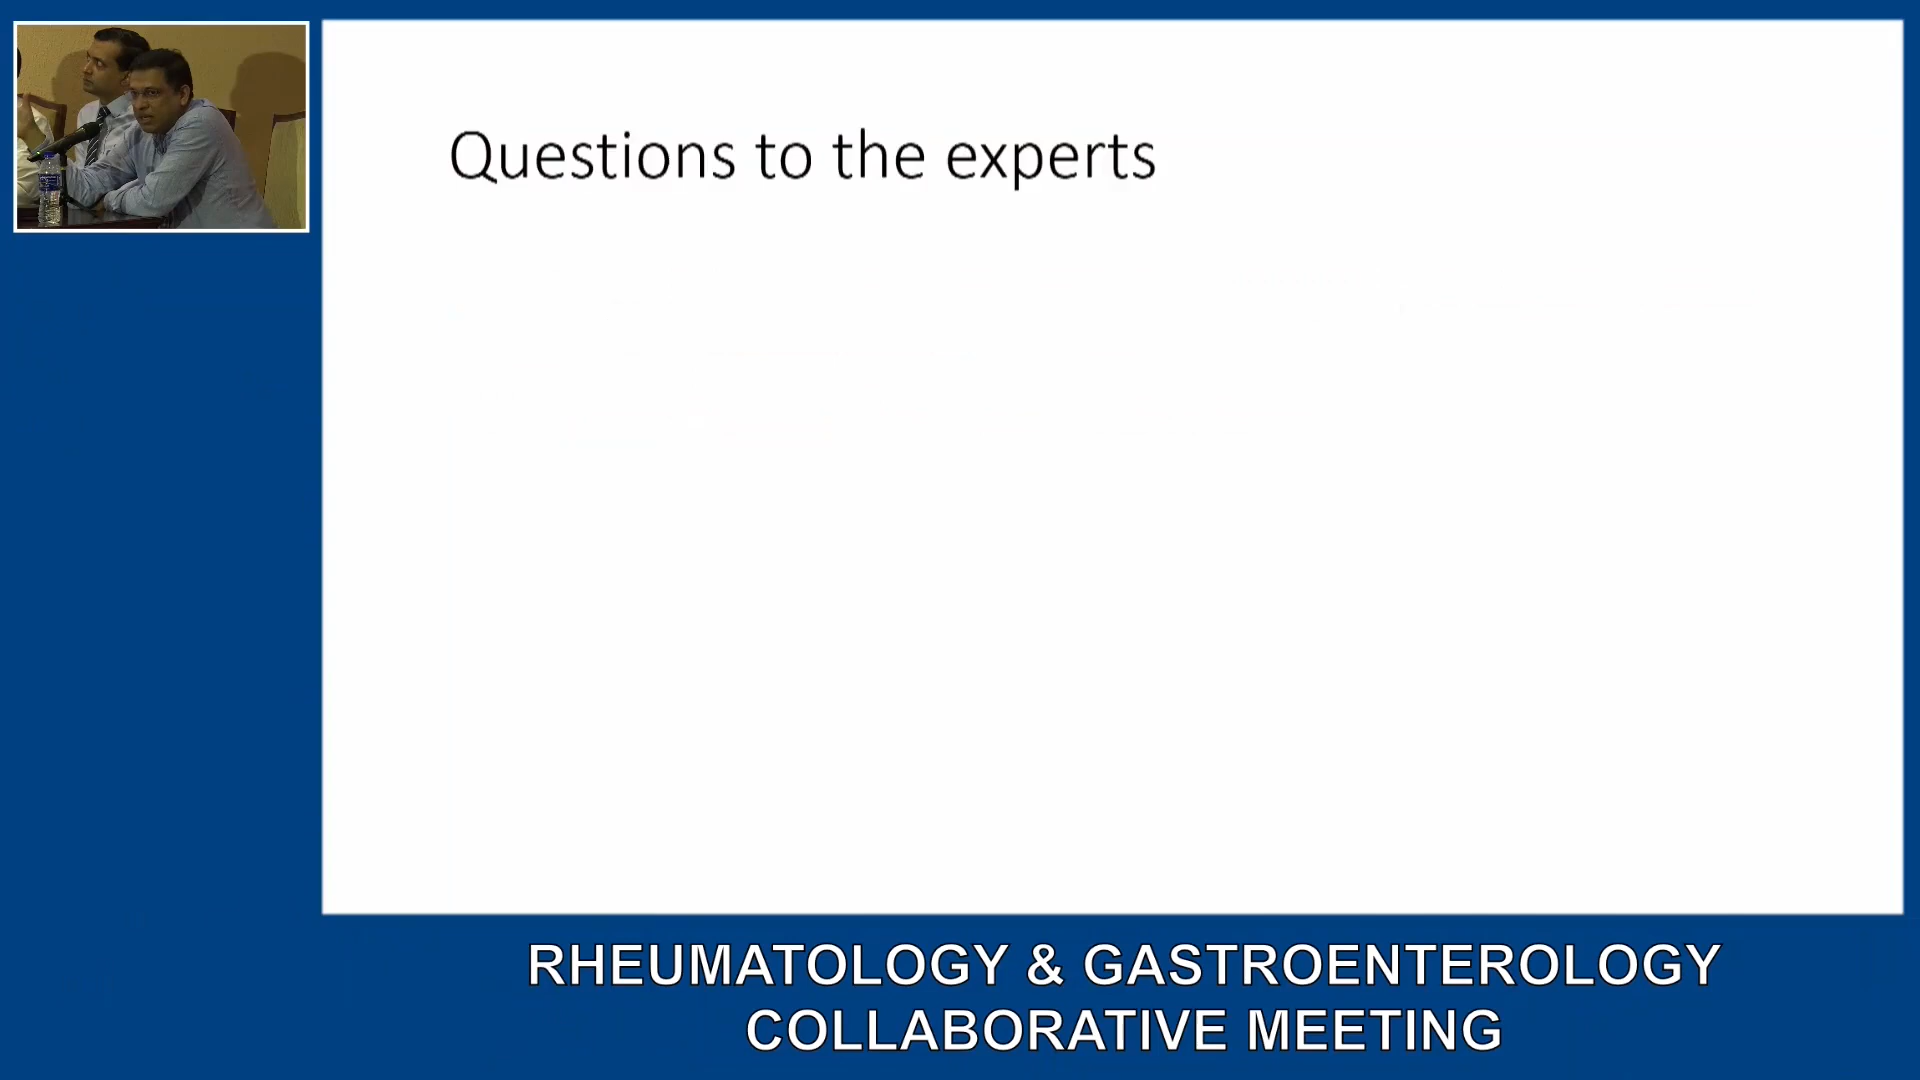 Questions to the experts
RHEUMATOLOGY & GASTROENTEROLOGY
COLLABORATIVE MEETING